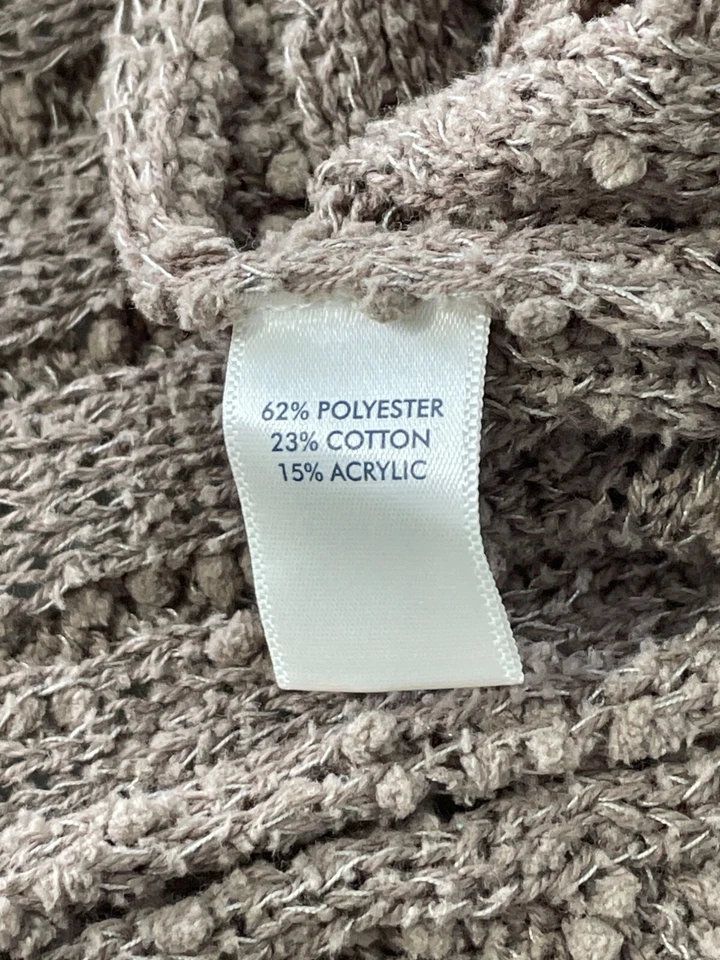 62% POLYESTER
23% COTTON
15% ACRYLIC